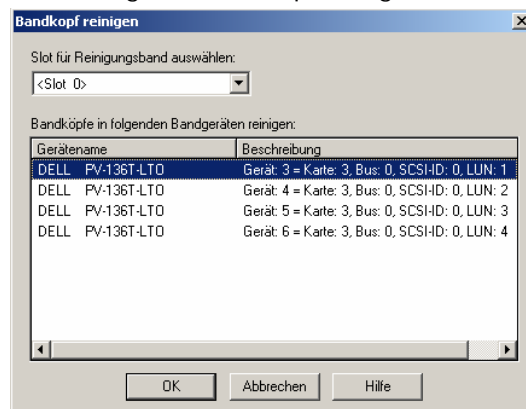 Bandkopf reinigen
Slot für Reinigungsband auswählen:
<Slot 0>
Bandköpfe in folgenden Bandgeräten reinigen:
Gerätename Beschreibung
DELL PV-136T-LTO Gerät: 3 = Karte: 3, Bus: 0, SCSI-ID: 0, LUN: 1
DELL PV-136T-LTO Gerät: 4 = Karte: 3, Bus: 0, SCSI-ID: 0, LUN: 2
DELL PV-136T-LTO Gerät: 5 = Karte: 3, Bus: 0, SCSI-ID: 0, LUN: 3
DELL PV-136T-LTO Gerät: 6 = Karte: 3, Bus: 0, SCSI-ID: 0, LUN: 4
OK Abbrechen Hilfe